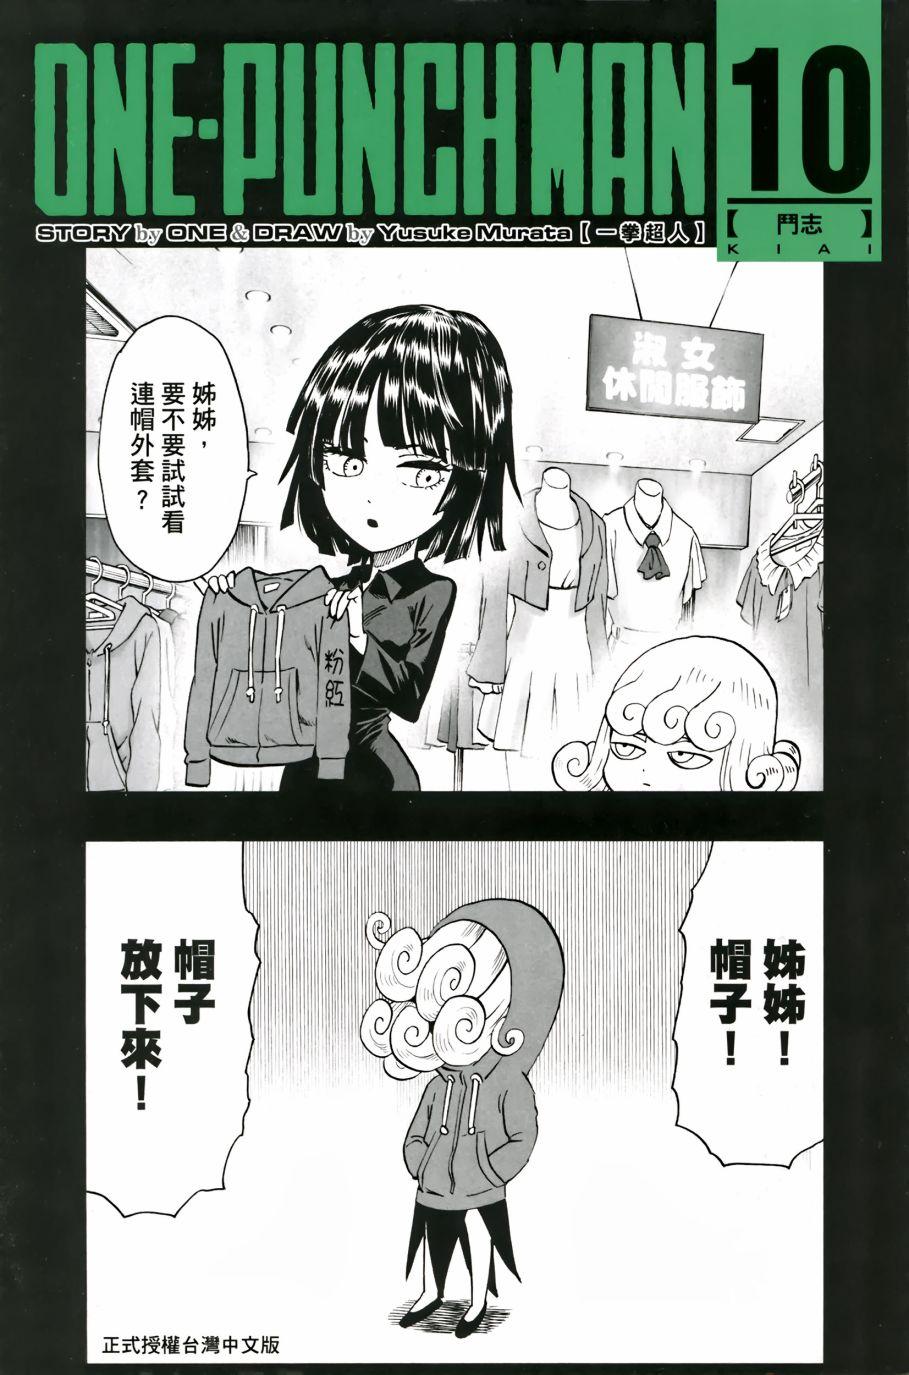 ONE-PUNCH MAN
10
【 鬥志 】
KIAI
STORY by ONE & DRAW by Yusuke Murata【一拳超人】
淑女
休閒服飾
姊姊，
要不要試試看
連帽外套？
粉紅
姊姊！
帽子！
帽子
放下來！
正式授權台灣中文版